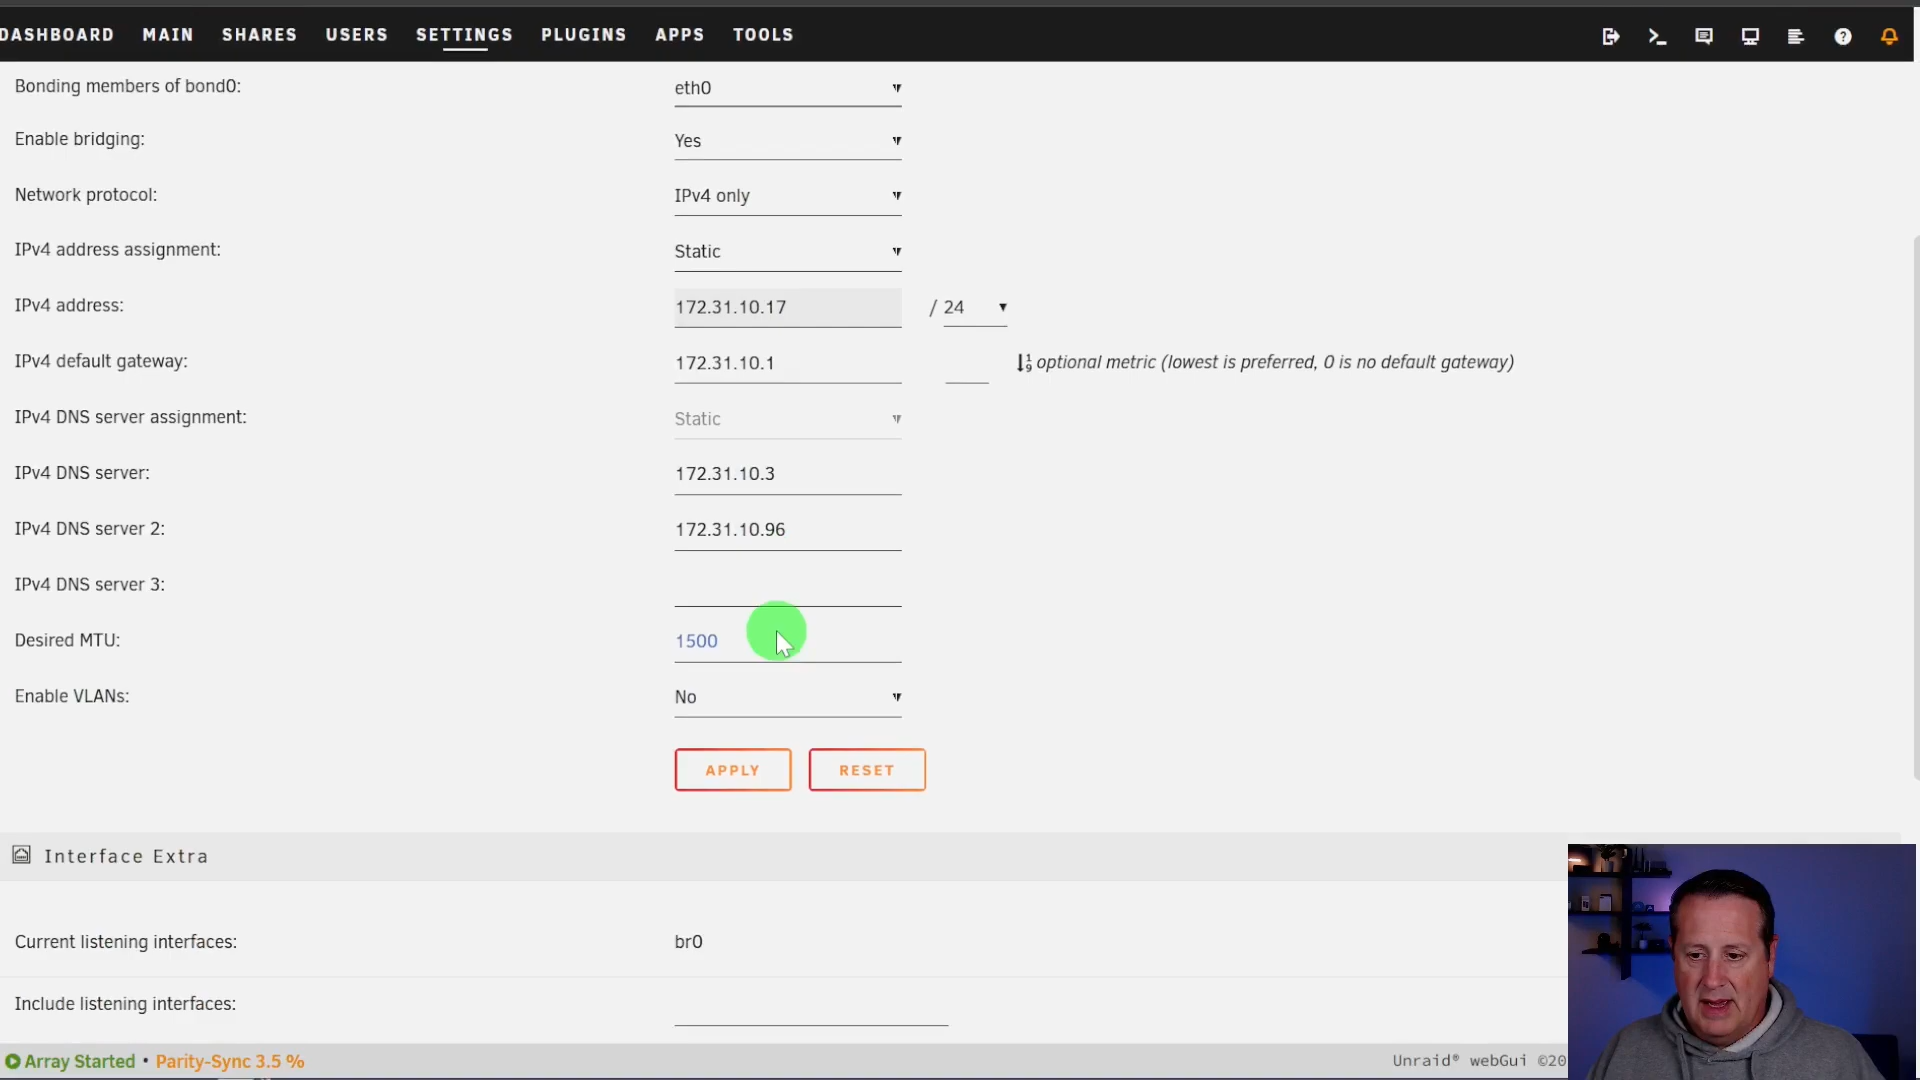 DASHBOARD MAIN SHARES USERS SETTINGS PLUGINS APPS TOOLS
Bonding members of bond0: eth0
Enable bridging: Yes
Network protocol: IPv4 only
IPv4 address assignment: Static
IPv4 address: 172.31.10.17 / 24
IPv4 default gateway: 172.31.10.1 optional metric (lowest is preferred, 0 is no default gateway)
IPv4 DNS server assignment: Static
IPv4 DNS server: 172.31.10.3
IPv4 DNS server 2: 172.31.10.96
IPv4 DNS server 3:
Desired MTU: 1500
Enable VLANs: No
APPLY RESET
Interface Extra
Current listening interfaces: br0
Include listening interfaces:
Array Started • Parity-Sync 3.5 % Unraid® webGui ©20